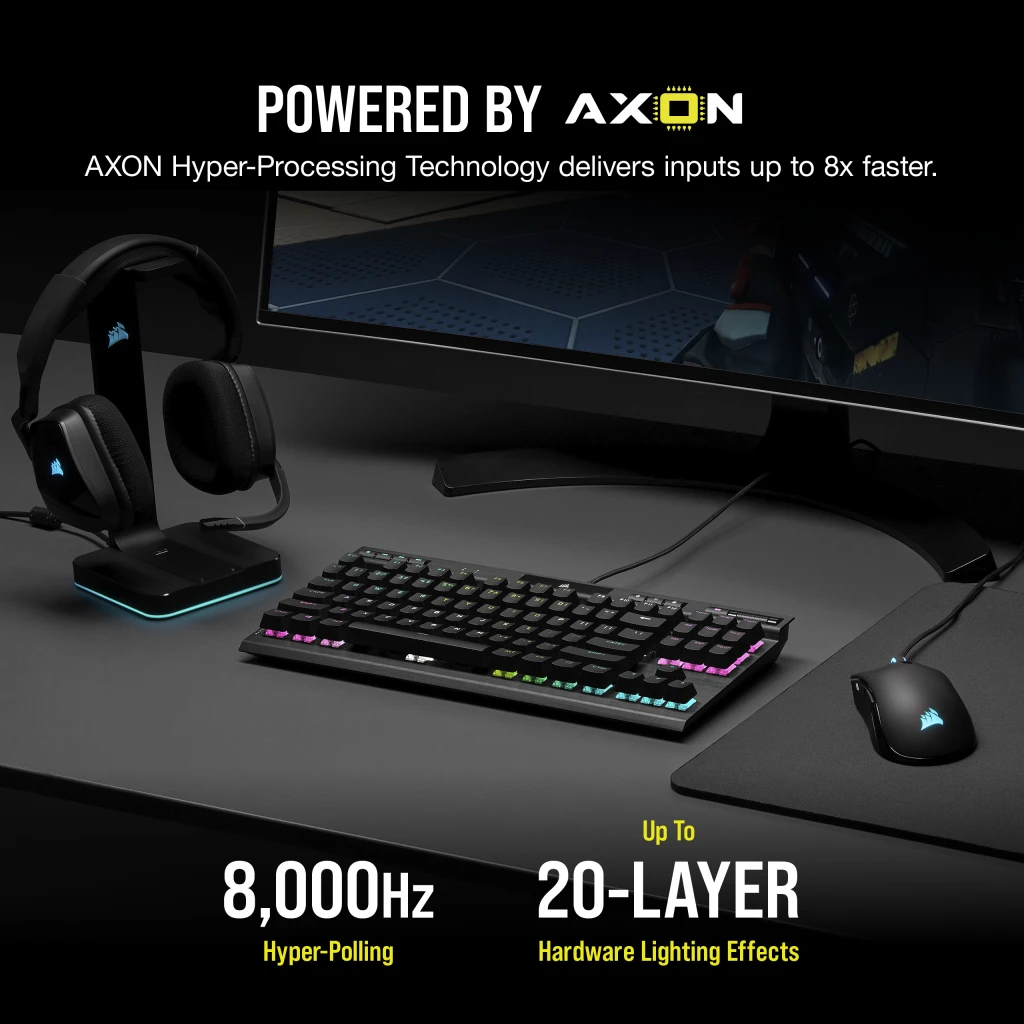 POWERED BY AXON
AXON Hyper-Processing Technology delivers inputs up to 8x faster.
8,000Hz
Hyper-Polling
Up To
20-LAYER
Hardware Lighting Effects